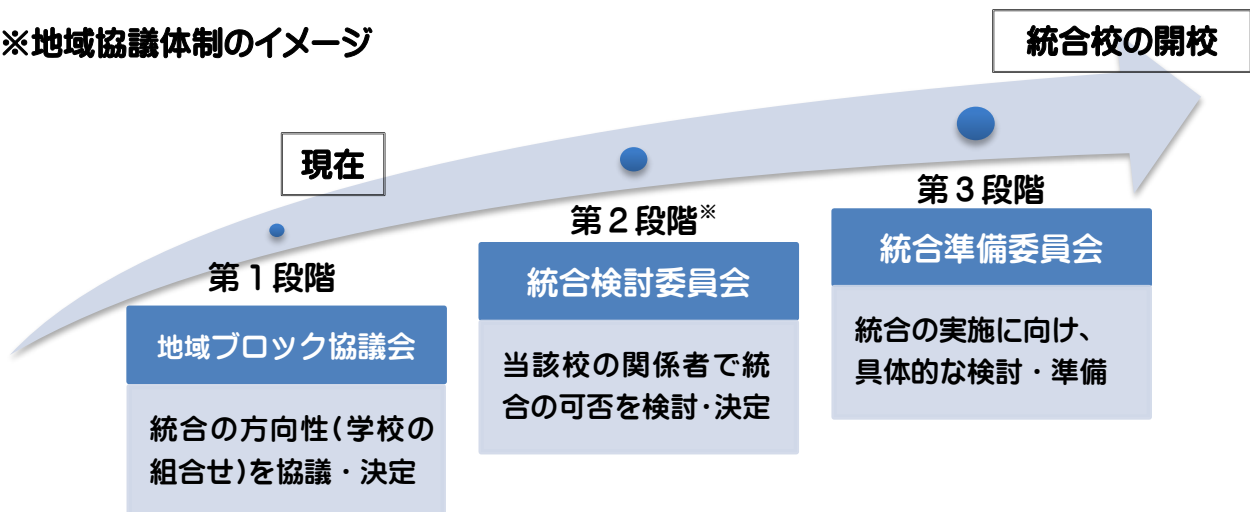 ※地域協議体制のイメージ
統合校の開校
現在
第1段階
地域ブロック協議会
統合の方向性(学校の
組合せ)を協議・決定
第2段階※
統合検討委員会
当該校の関係者で統
合の可否を検討・決定
第3段階
統合準備委員会
統合の実施に向け、
具体的な検討・準備